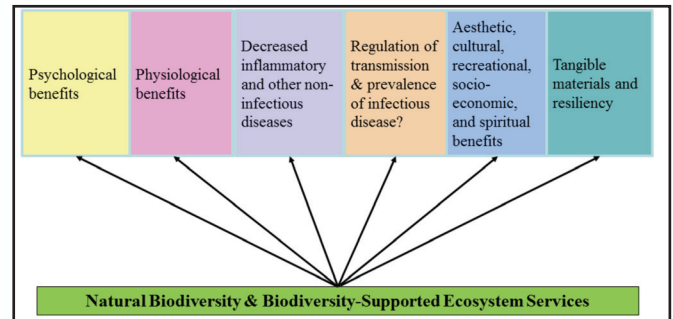 Psychological
benefits
Physiological
benefits
Decreased
inflammatory
and other non-
infectious
diseases
Regulation of
transmission
& prevalence
of infectious
disease?
Aesthetic,
cultural,
recreational,
socio-
economic,
and spiritual
benefits
Tangible
materials and
resiliency
Natural Biodiversity & Biodiversity-Supported Ecosystem Services